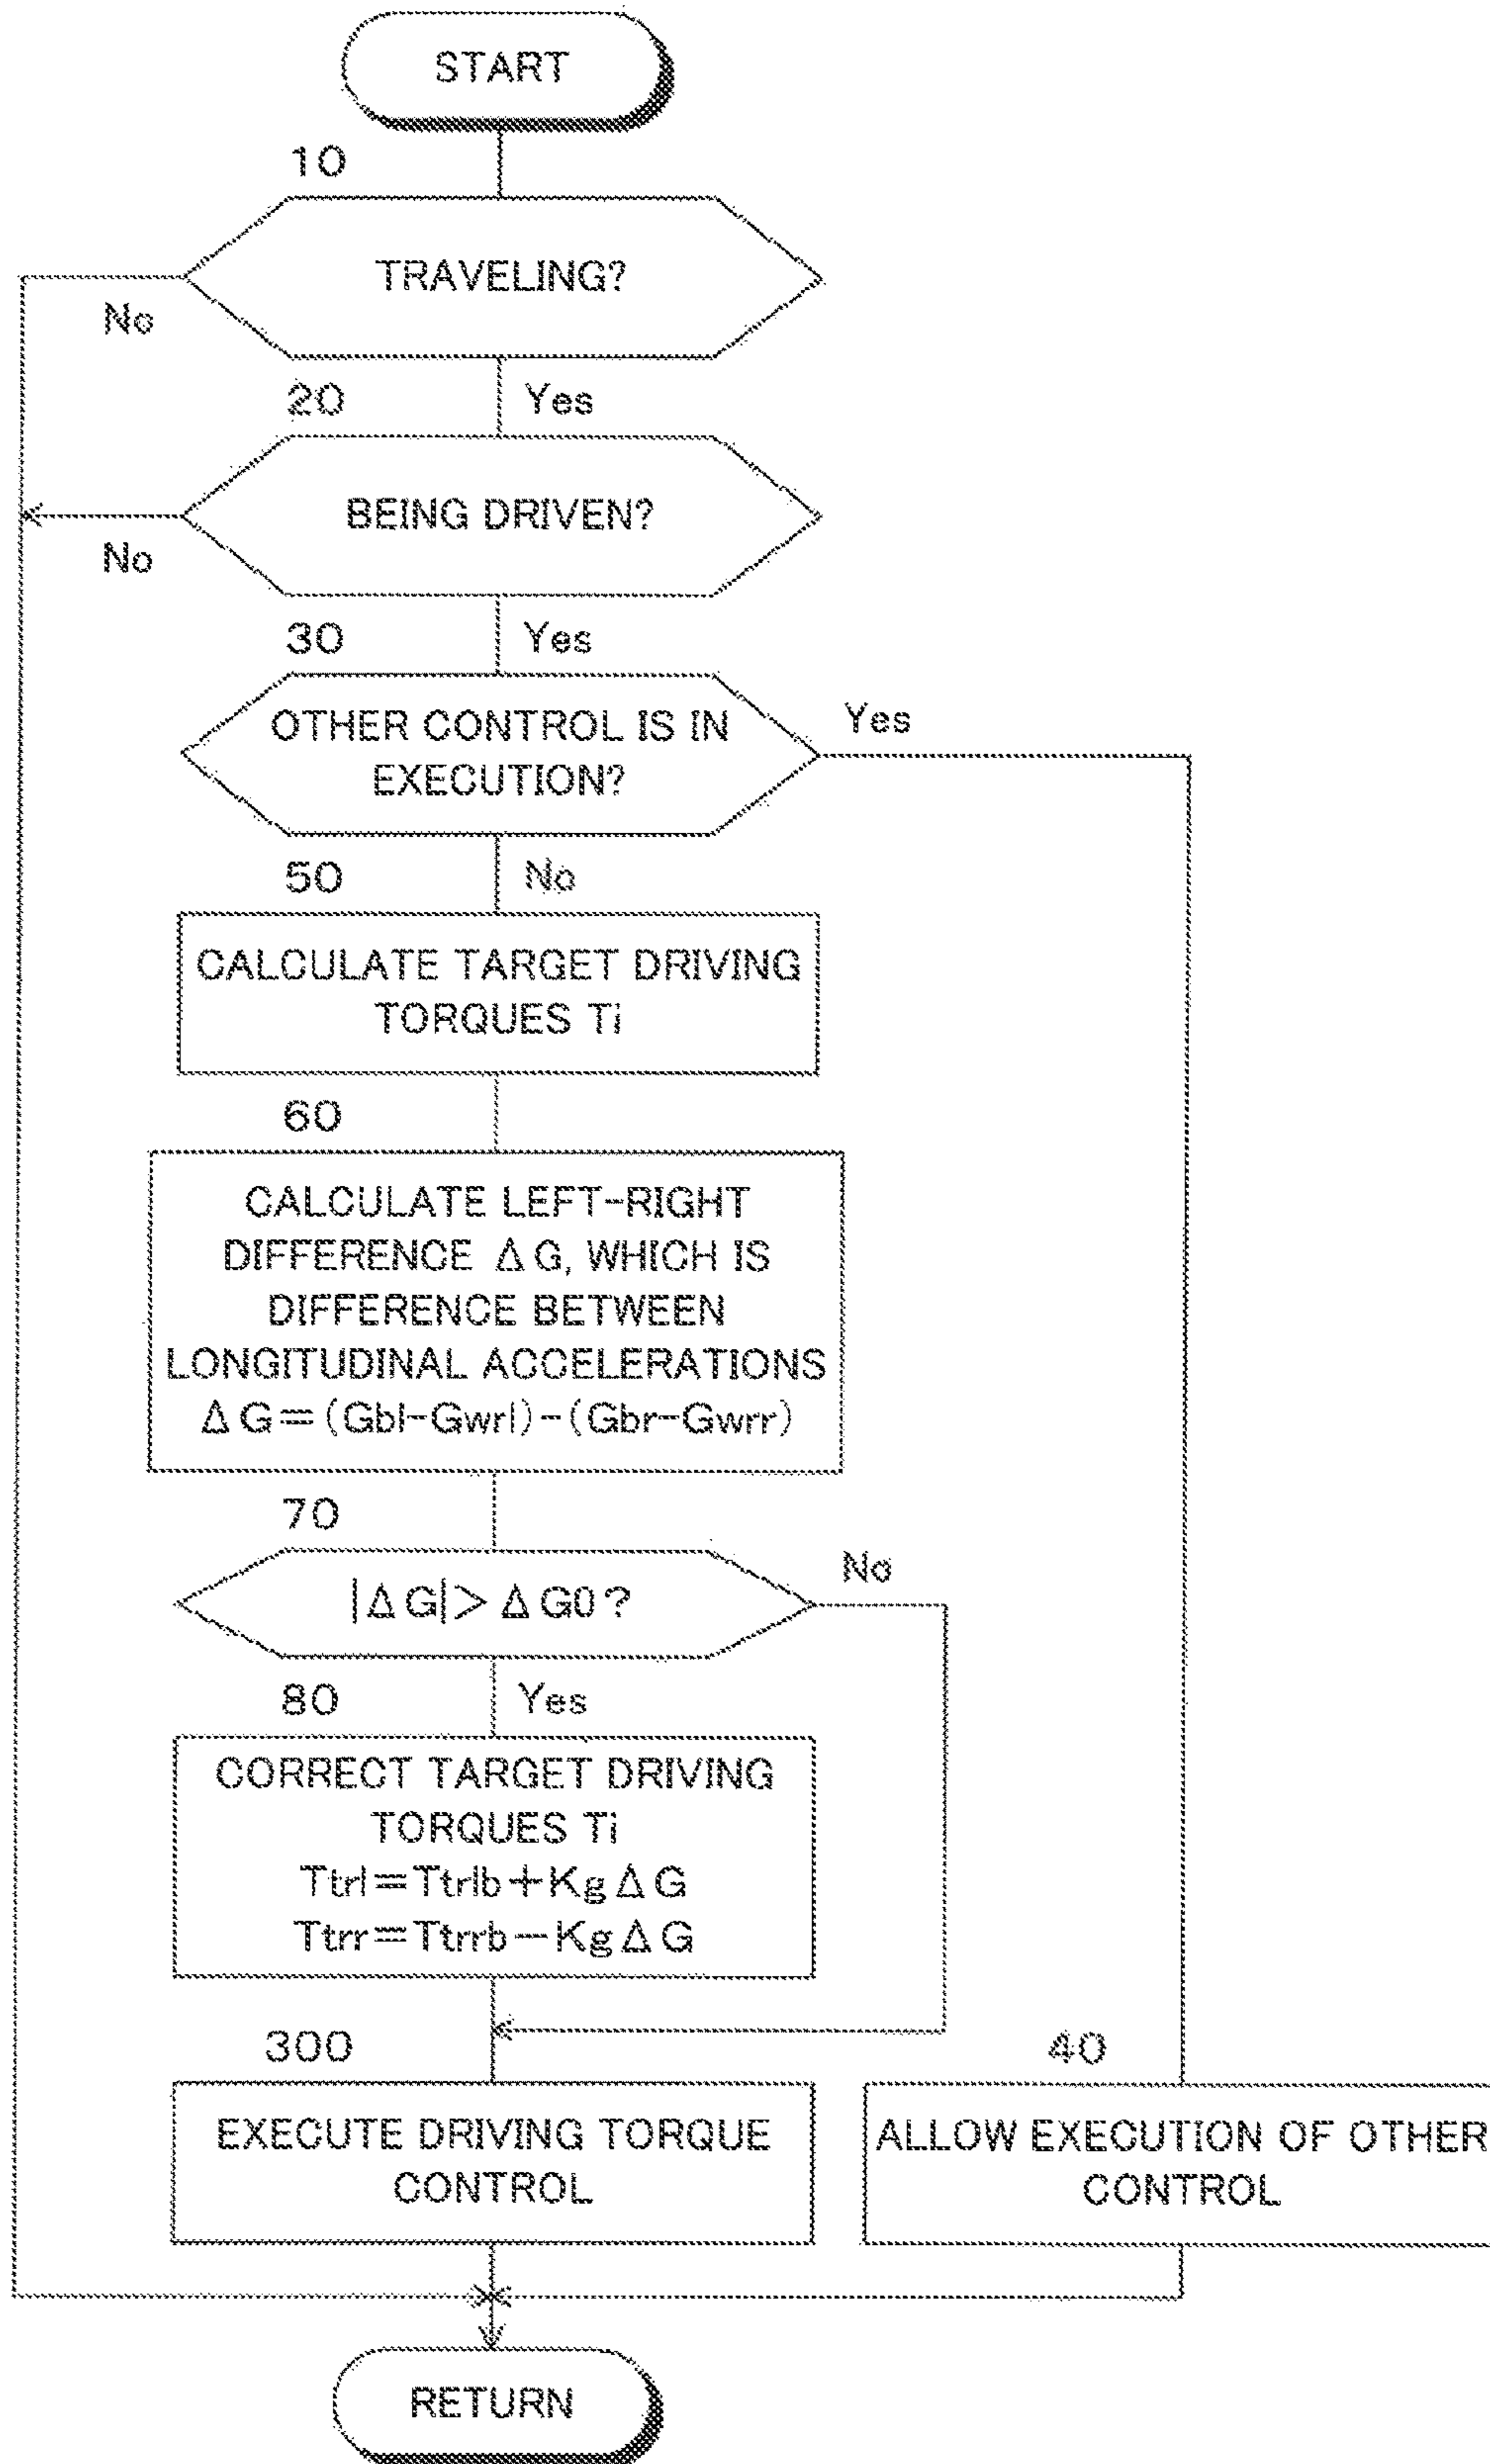 START
10
TRAVELING?
No
20
Yes
BEING DRIVEN?
No
30
Yes
OTHER CONTROL IS IN
EXECUTION?
Yes
50
No
CALCULATE TARGET DRIVING
TORQUES Ti
60
CALCULATE LEFT-RIGHT
DIFFERENCE ΔG, WHICH IS
DIFFERENCE BETWEEN
LONGITUDINAL ACCELERATIONS
ΔG=(Gbl-Gwrl)-(Gbr-Gwrr)
70
|ΔG|>ΔG0?
No
80
Yes
CORRECT TARGET DRIVING
TORQUES Ti
Ttrl=Ttrlb+KgΔG
Ttrr=Ttrrb-KgΔG
300
EXECUTE DRIVING TORQUE
CONTROL
40
ALLOW EXECUTION OF OTHER
CONTROL
RETURN